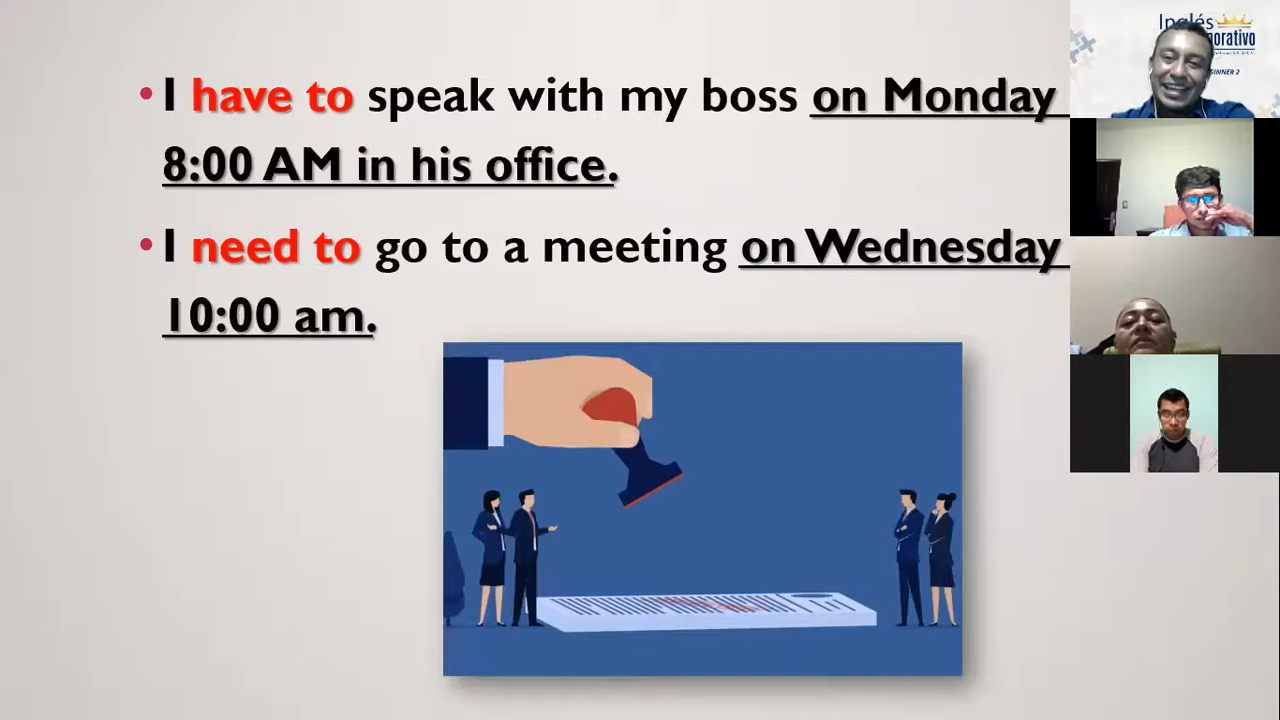 • I have to speak with my boss on Monday
8:00 AM in his office.
• I need to go to a meeting on Wednesday
10:00 am.
Inglés